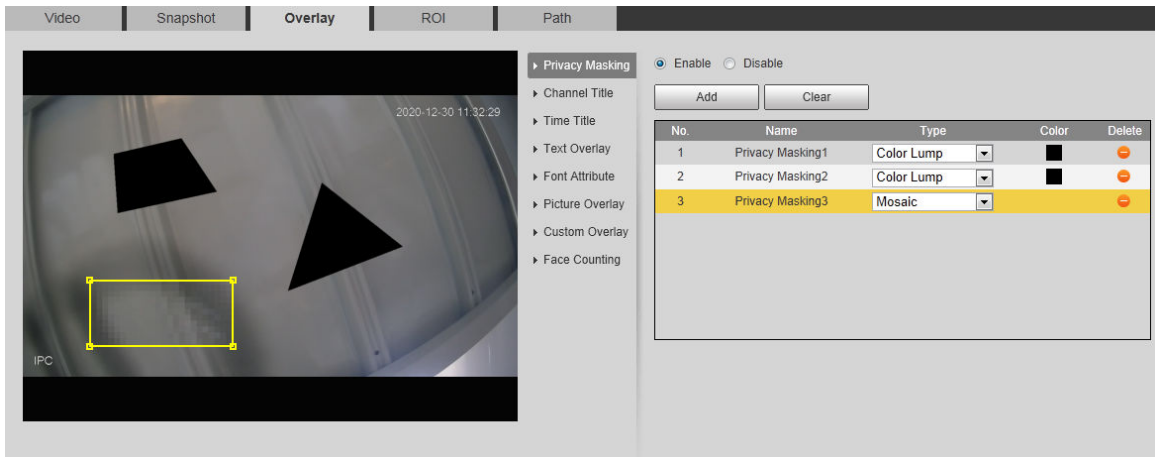 Video Snapshot Overlay ROI Path
2020-12-30 11:32:29
IPC
Privacy Masking
Channel Title
Time Title
Text Overlay
Font Attribute
Picture Overlay
Custom Overlay
Face Counting
Enable Disable
Add Clear
No. Name Type Color Delete
1 Privacy Masking1 Color Lump
2 Privacy Masking2 Color Lump
3 Privacy Masking3 Mosaic